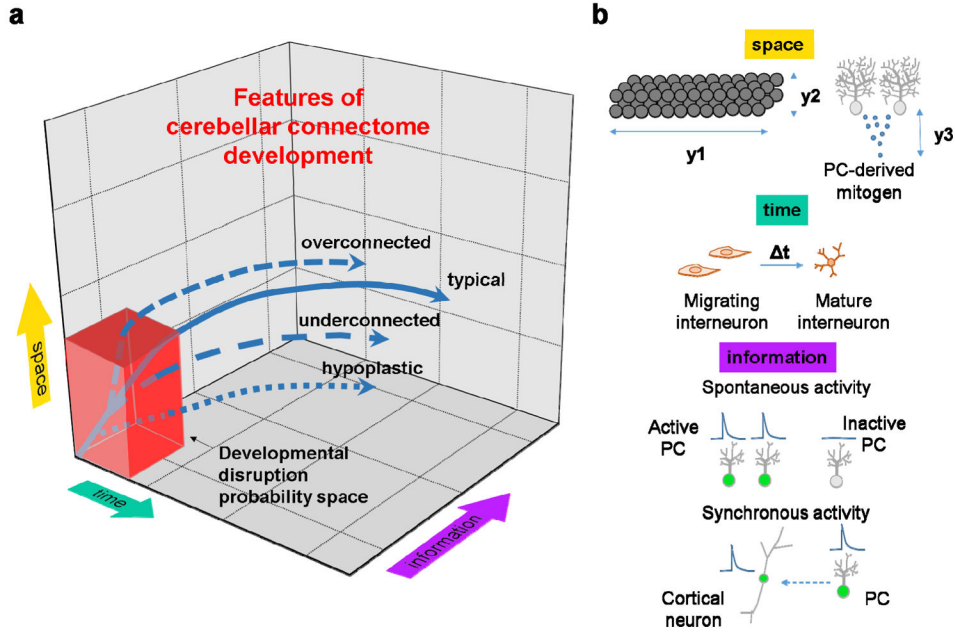 a
Features of
cerebellar connectome
development
overconnected
typical
underconnected
hypoplastic
Developmental
disruption
probability space
space
time
information
b
space
y1
y2
y3
PC-derived
mitogen
time
Δt
Migrating
interneuron
Mature
interneuron
information
Spontaneous activity
Active
PC
Inactive
PC
Synchronous activity
Cortical
neuron
PC